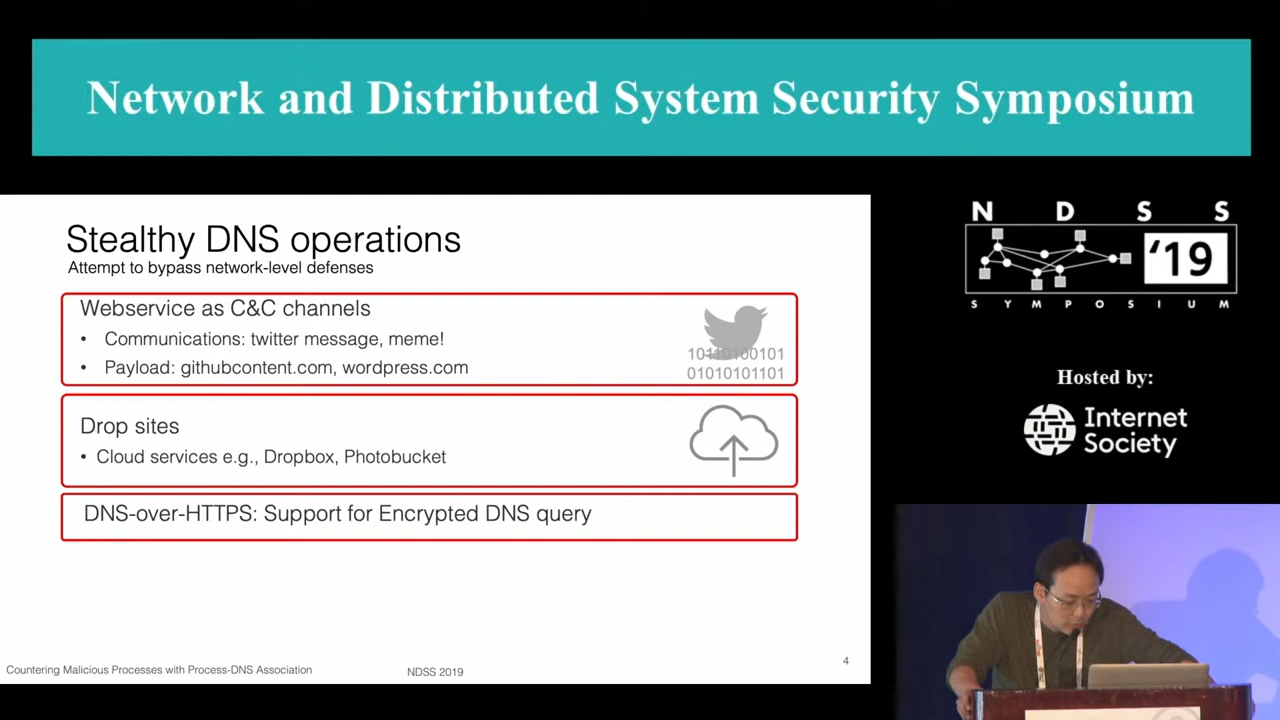 Network and Distributed System Security Symposium
Stealthy DNS operations
Attempt to bypass network-level defenses
Webservice as C&C channels
• Communications: twitter message, meme!
• Payload: githubcontent.com, wordpress.com
10110100101
01010101101
Drop sites
• Cloud services e.g., Dropbox, Photobucket
DNS-over-HTTPS: Support for Encrypted DNS query
Countering Malicious Processes with Process-DNS Association
NDSS 2019
4
N D S S
'19
S Y M P O S I U M
Hosted by:
Internet
Society